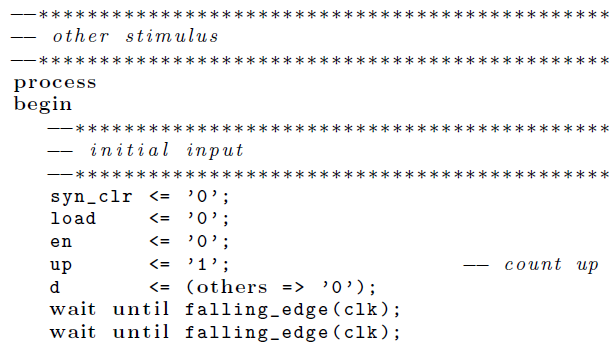 --***********************************************
-- other stimulus
--***********************************************
process
begin
--********************************************
-- initial input
--********************************************
syn_clr <= '0';
load <= '0';
en <= '0';
up <= '1'; -- count up
d <= (others => '0');
wait until falling_edge(clk);
wait until falling_edge(clk);